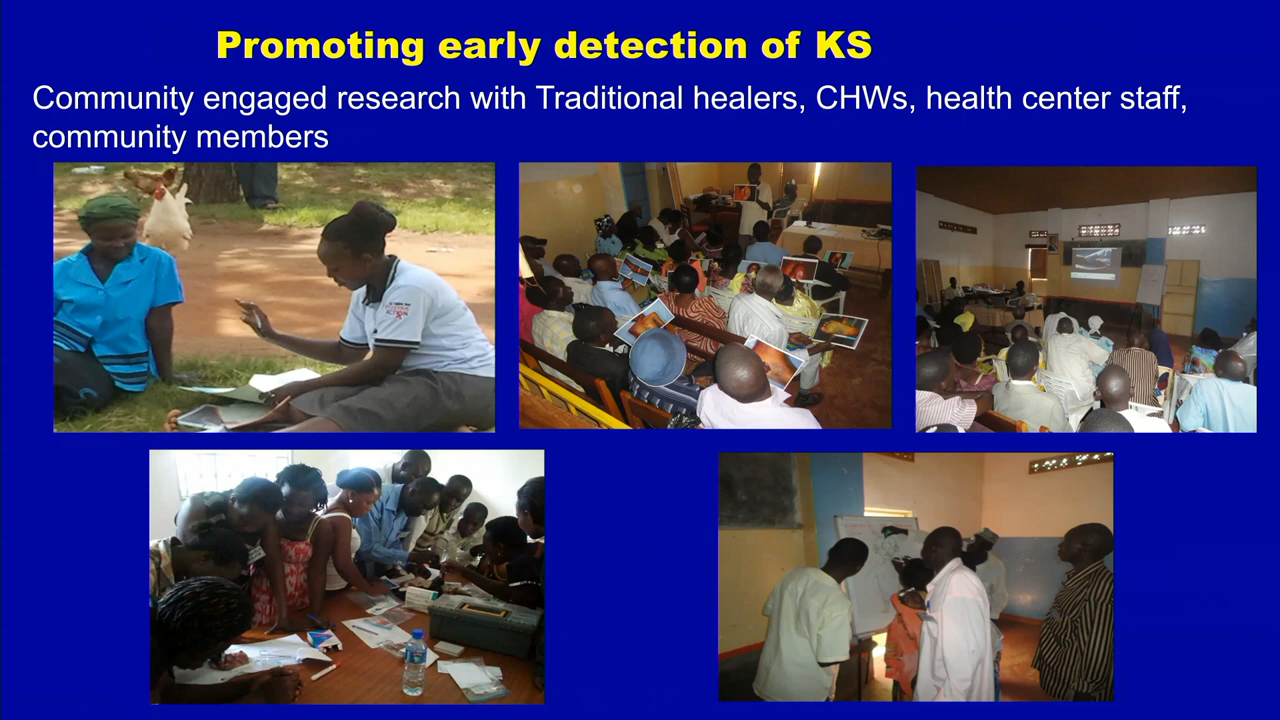 Promoting early detection of KS
Community engaged research with Traditional healers, CHWs, health center staff,
community members